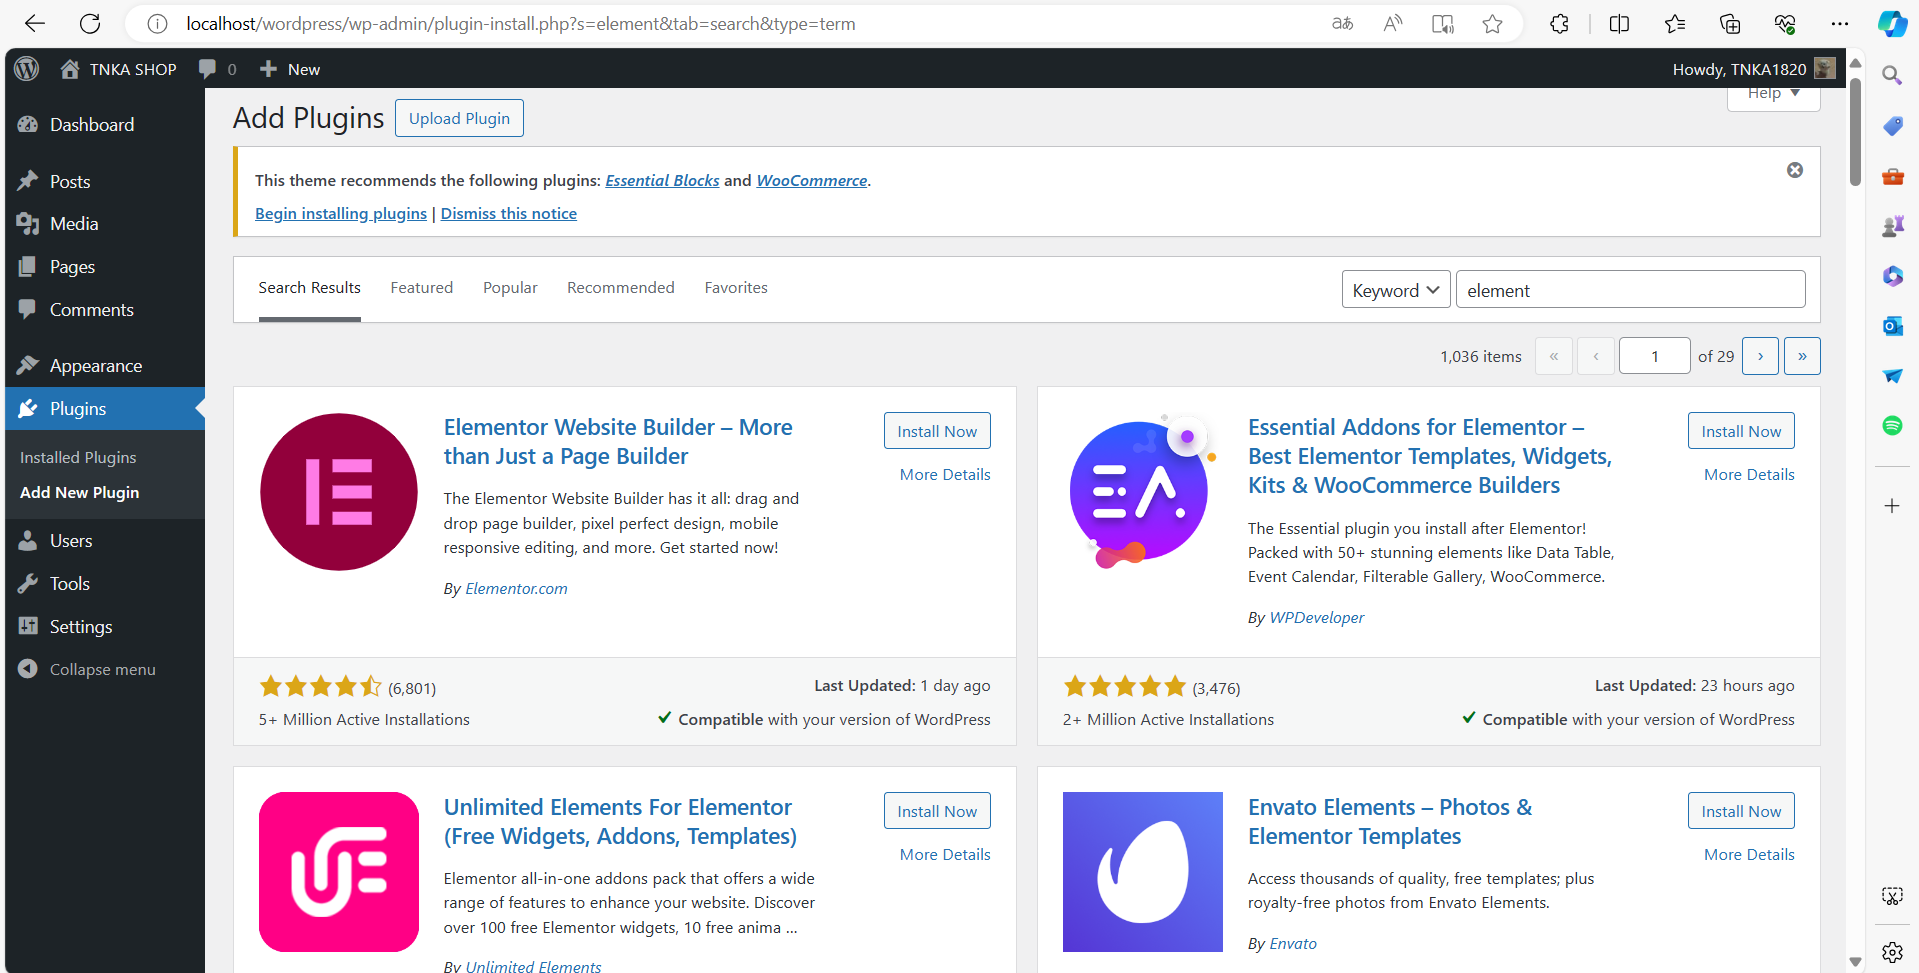 localhost/wordpress/wp-admin/plugin-install.php?s=element&tab=search&type=term
TNKA SHOP
0
New
Howdy, TNKA1820
Dashboard
Posts
Media
Pages
Comments
Appearance
Plugins
Installed Plugins
Add New Plugin
Users
Tools
Settings
Collapse menu
Help
Add Plugins
Upload Plugin
This theme recommends the following plugins: Essential Blocks and WooCommerce.
Begin installing plugins | Dismiss this notice
Search Results Featured Popular Recommended Favorites
Keyword
element
1,036 items « ‹ 1 of 29 › »
Elementor Website Builder – More
than Just a Page Builder
Install Now
More Details
The Elementor Website Builder has it all: drag and
drop page builder, pixel perfect design, mobile
responsive editing, and more. Get started now!
By Elementor.com
(6,801)
Last Updated: 1 day ago
5+ Million Active Installations
Compatible with your version of WordPress
EA
Essential Addons for Elementor –
Best Elementor Templates, Widgets,
Kits & WooCommerce Builders
Install Now
More Details
The Essential plugin you install after Elementor!
Packed with 50+ stunning elements like Data Table,
Event Calendar, Filterable Gallery, WooCommerce.
By WPDeveloper
(3,476)
Last Updated: 23 hours ago
2+ Million Active Installations
Compatible with your version of WordPress
UE
Unlimited Elements For Elementor
(Free Widgets, Addons, Templates)
Install Now
More Details
Elementor all-in-one addons pack that offers a wide
range of features to enhance your website. Discover
over 100 free Elementor widgets, 10 free anima ...
By Unlimited Elements
Envato Elements – Photos &
Elementor Templates
Install Now
More Details
Access thousands of quality, free templates; plus
royalty-free photos from Envato Elements.
By Envato